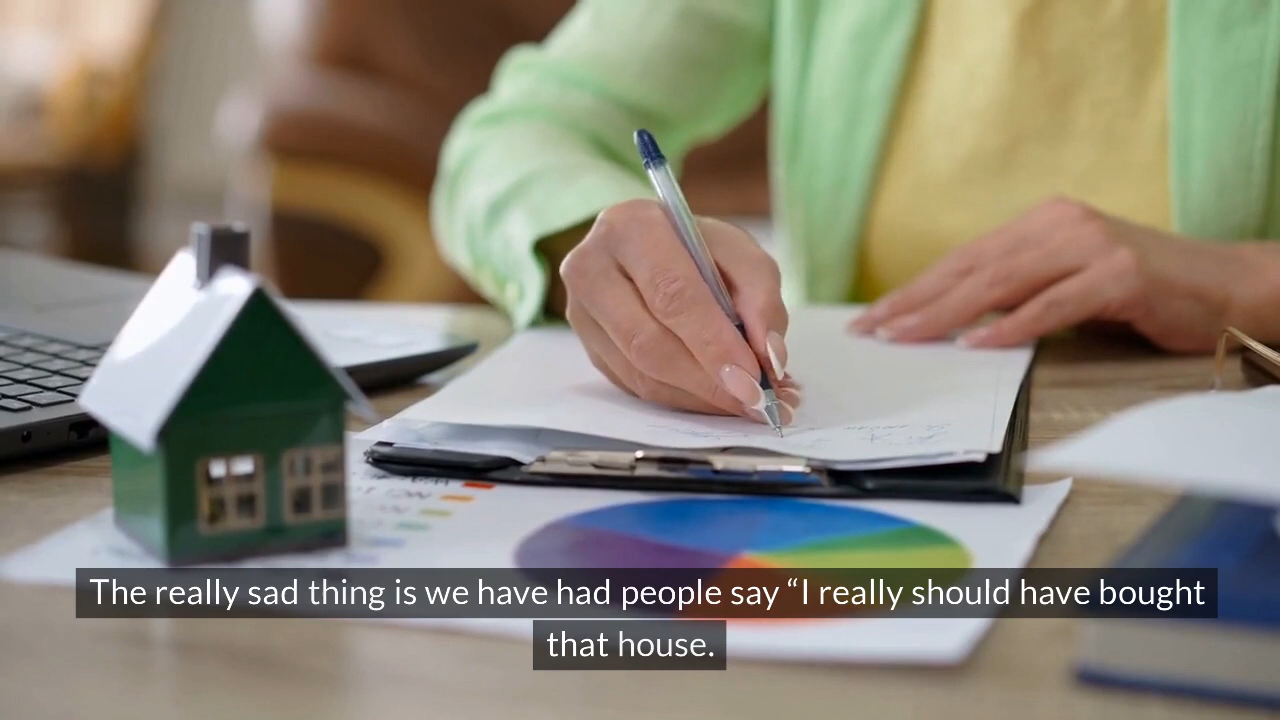 The really sad thing is we have had people say “I really should have bought
that house.